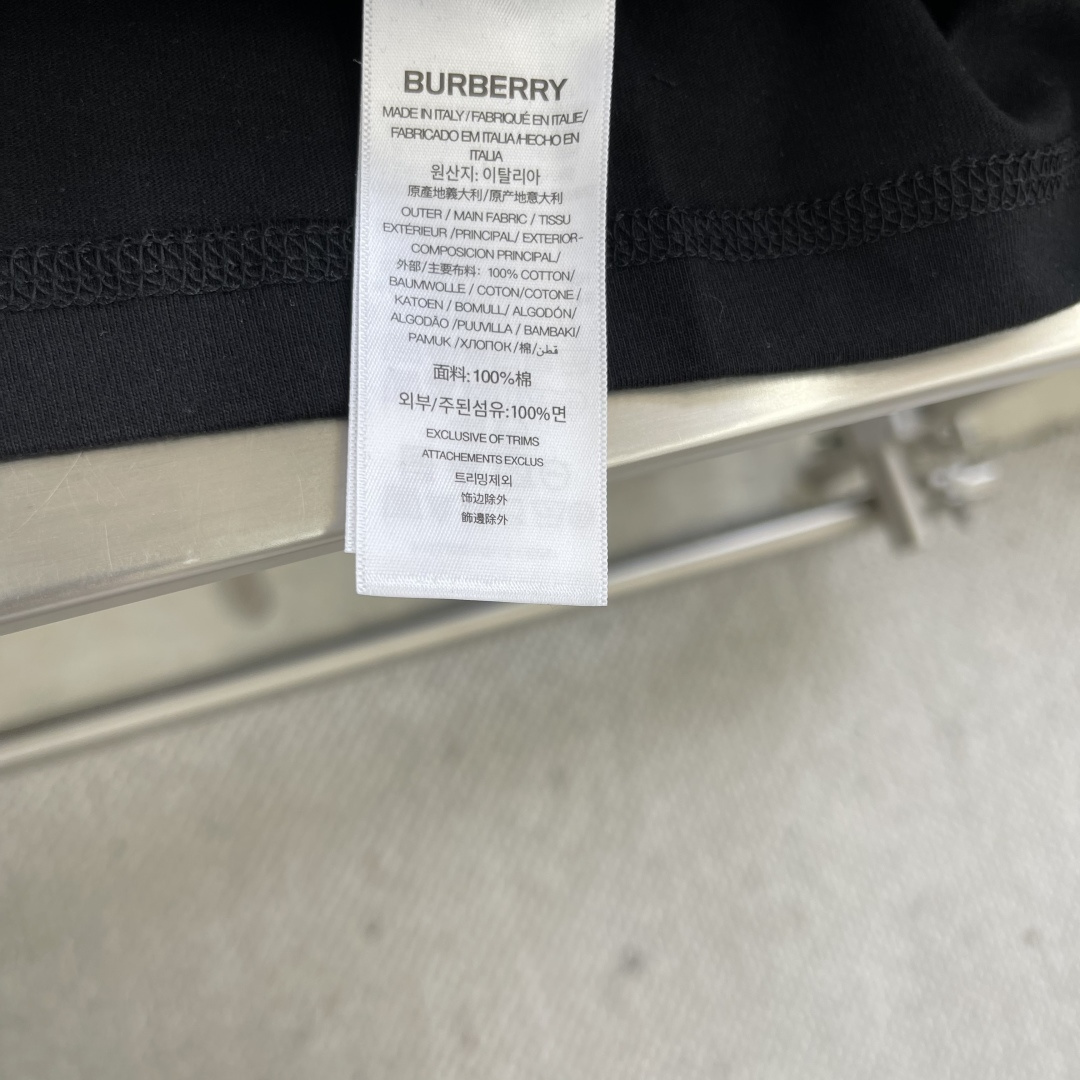 BURBERRY
MADE IN ITALY / FABRIQUÉ EN ITALIE/
FABRICADO EM ITALIA/HECHO EN
ITALIA
원산지: 이탈리아
原產地義大利/原产地意大利
OUTER / MAIN FABRIC / TISSU
EXTÉRIEUR /PRINCIPAL/ EXTERIOR-
COMPOSICION PRINCIPAL/
外部/主要布料: 100% COTTON/
BAUMWOLLE / COTON/COTONE /
KATOEN / BOMULL/ ALGODÓN/
ALGODÃO /PUUVILLA / BAMBAKI/
PAMUK /ХЛОПОК /棉/قطن
面料:100%棉
외부/주된섬유:100%면
EXCLUSIVE OF TRIMS
ATTACHEMENTS EXCLUS
트리밍제외
饰边除外
飾邊除外